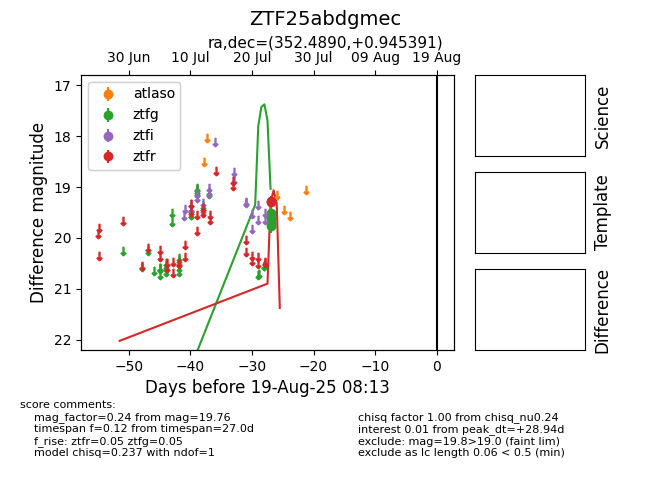 ZTF25abdgmec
ra,dec=(352.4890,+0.945391)
30 Jun 10 Jul 20 Jul 30 Jul 09 Aug 19 Aug
17
18
19
20
21
22
Difference magnitude
atlaso
ztfg
ztfi
ztfr
−50 −40 −30 −20 −10 0
Days before 19-Aug-25 08:13
Science
Template
Difference
score comments:
mag_factor=0.24 from mag=19.76
timespan f=0.12 from timespan=27.0d
f_rise: ztfr=0.05 ztfg=0.05
model chisq=0.237 with ndof=1
chisq factor 1.00 from chisq_nu0.24
interest 0.01 from peak_dt=+28.94d
exclude: mag=19.8>19.0 (faint lim)
exclude as lc length 0.06 < 0.5 (min)